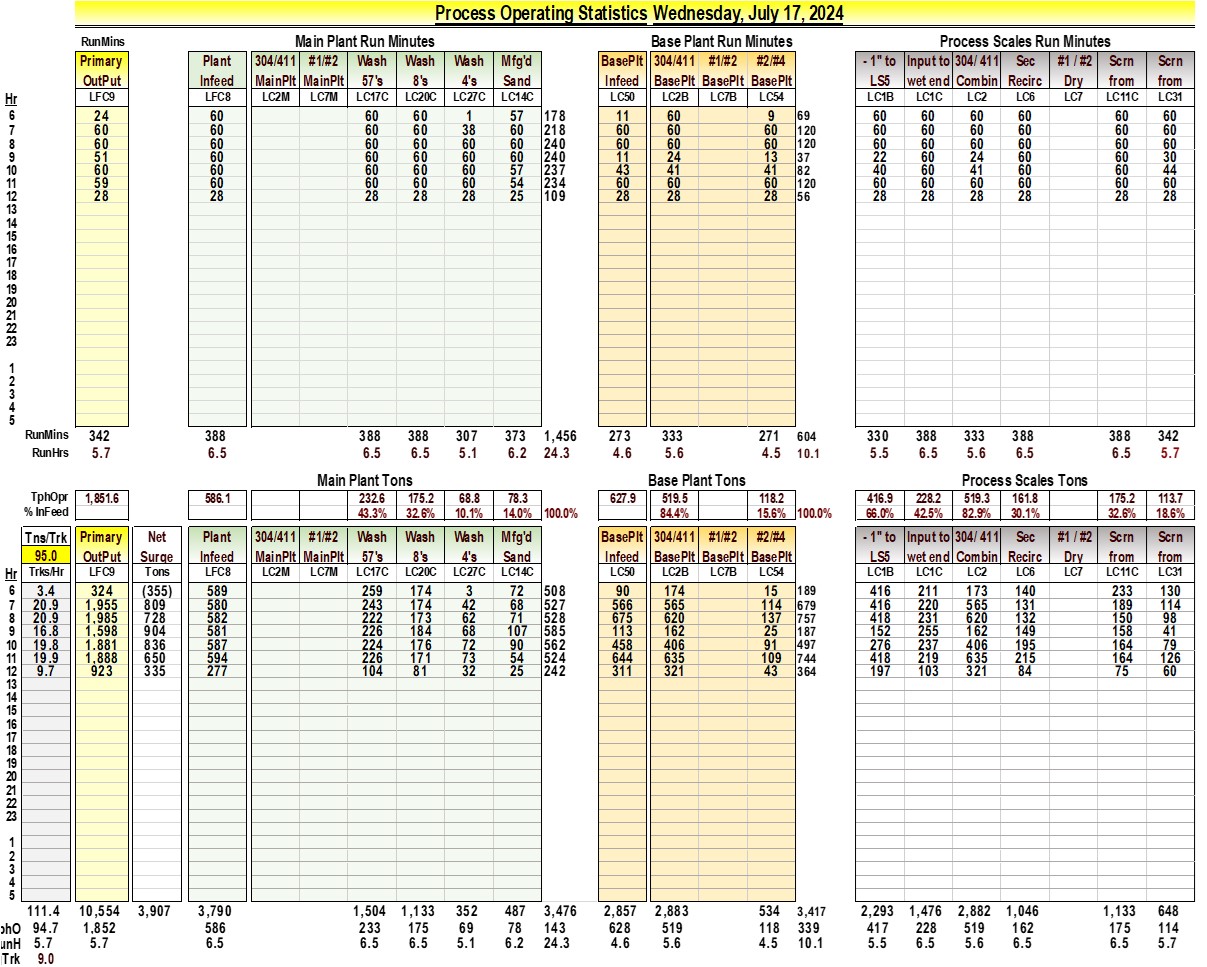 Process Operating Statistics Wednesday, July 17, 2024
RunMins Main Plant Run Minutes Base Plant Run Minutes Process Scales Run Minutes
Primary Plant 304/411 #1/#2 Wash Wash Wash Mfg'd BasePlt 304/411 #1/#2 #2/#4 - 1" to Input to 304/ 411 Sec #1 / #2 Scrn Scrn
OutPut Infeed MainPlt MainPlt 57's 8's 4's Sand Infeed BasePlt BasePlt BasePlt LS5 wet end Combin Recirc Dry from from
Hr LFC9 LFC8 LC2M LC7M LC17C LC20C LC27C LC14C LC50 LC2B LC7B LC54 LC1B LC1C LC2 LC6 LC7 LC11C LC31
6 24 60 60 60 1 57 178 11 60 9 69 60 60 60 60 60 60
7 60 60 60 60 38 60 218 60 60 60 120 60 60 60 60 60 60
8 60 60 60 60 60 60 240 60 60 60 120 60 60 60 60 60 60
9 51 60 60 60 60 60 240 11 24 13 37 22 60 24 60 60 30
10 60 60 60 60 60 57 237 43 41 41 82 40 60 41 60 60 44
11 59 60 60 60 60 54 234 60 60 60 120 60 60 60 60 60 60
12 28 28 28 28 28 25 109 28 28 28 56 28 28 28 28 28 28
13
14
15
16
17
18
19
20
21
22
23
1
2
3
4
5
RunMins 342 388 388 388 307 373 1,456 273 333 271 604 330 388 333 388 388 342
RunHrs 5.7 6.5 6.5 6.5 5.1 6.2 24.3 4.6 5.6 4.5 10.1 5.5 6.5 5.6 6.5 6.5 5.7
Main Plant Tons Base Plant Tons Process Scales Tons
TphOpr 1,851.6 586.1 232.6 175.2 68.8 78.3 627.9 519.5 118.2 416.9 228.2 519.3 161.8 175.2 113.7
% InFeed 43.3% 32.6% 10.1% 14.0% 100.0% 84.4% 15.6% 100.0% 66.0% 42.5% 82.9% 30.1% 32.6% 18.6%
Tns/Trk Primary Net Plant 304/411 #1/#2 Wash Wash Wash Mfg'd BasePlt 304/411 #1/#2 #2/#4 - 1" to Input to 304/ 411 Sec #1 / #2 Scrn Scrn
95.0 OutPut Surge Infeed MainPlt MainPlt 57's 8's 4's Sand Infeed BasePlt BasePlt BasePlt LS5 wet end Combin Recirc Dry from from
Hr Trks/Hr LFC9 Tons LFC8 LC2M LC7M LC17C LC20C LC27C LC14C LC50 LC2B LC7B LC54 LC1B LC1C LC2 LC6 LC7 LC11C LC31
6 3.4 324 (355) 589 259 174 3 72 508 90 174 15 189 416 211 173 140 233 130
7 20.9 1,955 809 580 243 174 42 68 527 566 565 114 679 416 220 565 131 189 114
8 20.9 1,985 728 582 222 173 62 71 528 675 620 137 757 418 231 620 132 150 98
9 16.8 1,598 904 581 226 184 68 107 585 113 162 25 187 152 255 162 149 158 41
10 19.8 1.881 836 587 224 176 72 90 562 458 406 91 497 276 237 406 195 164 79
11 19.9 1,888 650 594 226 171 73 54 524 644 635 109 744 418 219 635 215 164 126
12 9.7 923 335 277 104 81 32 25 242 311 321 43 364 197 103 321 84 75 60
13
14
15
16
17
18
19
20
21
22
23
1
2
3
4
5
111.4 10,554 3,907 3,790 1,504 1,133 352 487 3,476 2,857 2,883 534 3,417 2,293 1,476 2,882 1,046 1,133 648
phO 94.7 1,852 586 233 175 69 78 143 628 519 118 339 417 228 519 162 175 114
unH 5.7 5.7 6.5 6.5 6.5 5.1 6.2 24.3 4.6 5.6 4.5 10.1 5.5 6.5 5.6 6.5 6.5 5.7
Trk 9.0